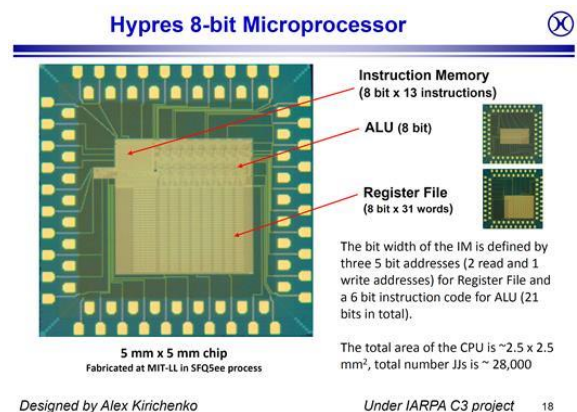 Hypres 8-bit Microprocessor
Instruction Memory
(8 bit x 13 instructions)
ALU (8 bit)
Register File
(8 bit x 31 words)
The bit width of the IM is defined by
three 5 bit addresses (2 read and 1
write addresses) for Register File and
a 6 bit instruction code for ALU (21
bits in total).
The total area of the CPU is ~2.5 x 2.5
mm², total number JJs is ~ 28,000
5 mm x 5 mm chip
Fabricated at MIT-LL in SFQ5ee process
Designed by Alex Kirichenko
Under IARPA C3 project
18